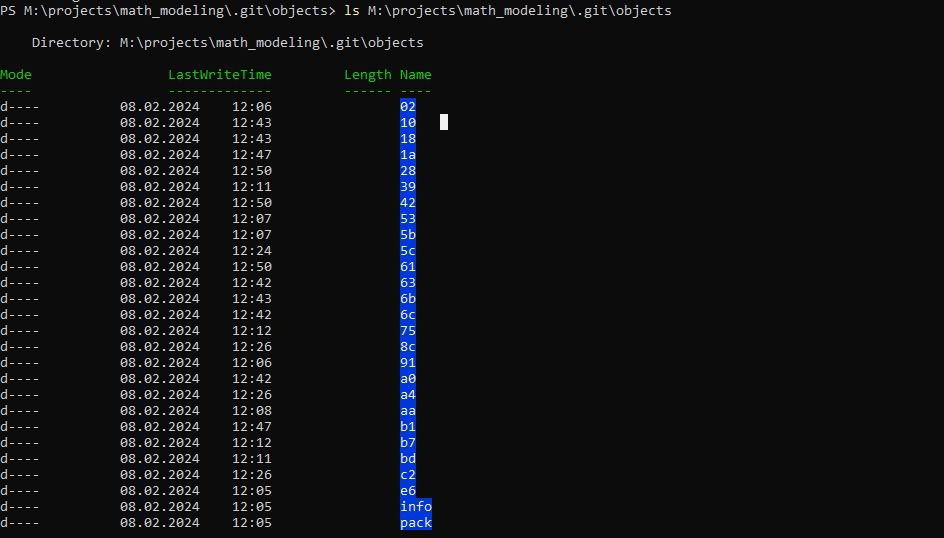 PS M:\projects\math_modeling\.git\objects> ls M:\projects\math_modeling\.git\objects
Directory: M:\projects\math_modeling\.git\objects
Mode LastWriteTime Length Name
---- ------------- ------ ----
d---- 08.02.2024 12:06 02
d---- 08.02.2024 12:43 10
d---- 08.02.2024 12:43 18
d---- 08.02.2024 12:47 1a
d---- 08.02.2024 12:50 28
d---- 08.02.2024 12:11 39
d---- 08.02.2024 12:50 42
d---- 08.02.2024 12:07 53
d---- 08.02.2024 12:07 5b
d---- 08.02.2024 12:24 5c
d---- 08.02.2024 12:50 61
d---- 08.02.2024 12:42 63
d---- 08.02.2024 12:43 6b
d---- 08.02.2024 12:42 6c
d---- 08.02.2024 12:12 75
d---- 08.02.2024 12:26 8c
d---- 08.02.2024 12:06 91
d---- 08.02.2024 12:42 a0
d---- 08.02.2024 12:26 a4
d---- 08.02.2024 12:08 aa
d---- 08.02.2024 12:47 b1
d---- 08.02.2024 12:12 b7
d---- 08.02.2024 12:11 bd
d---- 08.02.2024 12:26 c2
d---- 08.02.2024 12:05 e6
d---- 08.02.2024 12:05 info
d---- 08.02.2024 12:05 pack